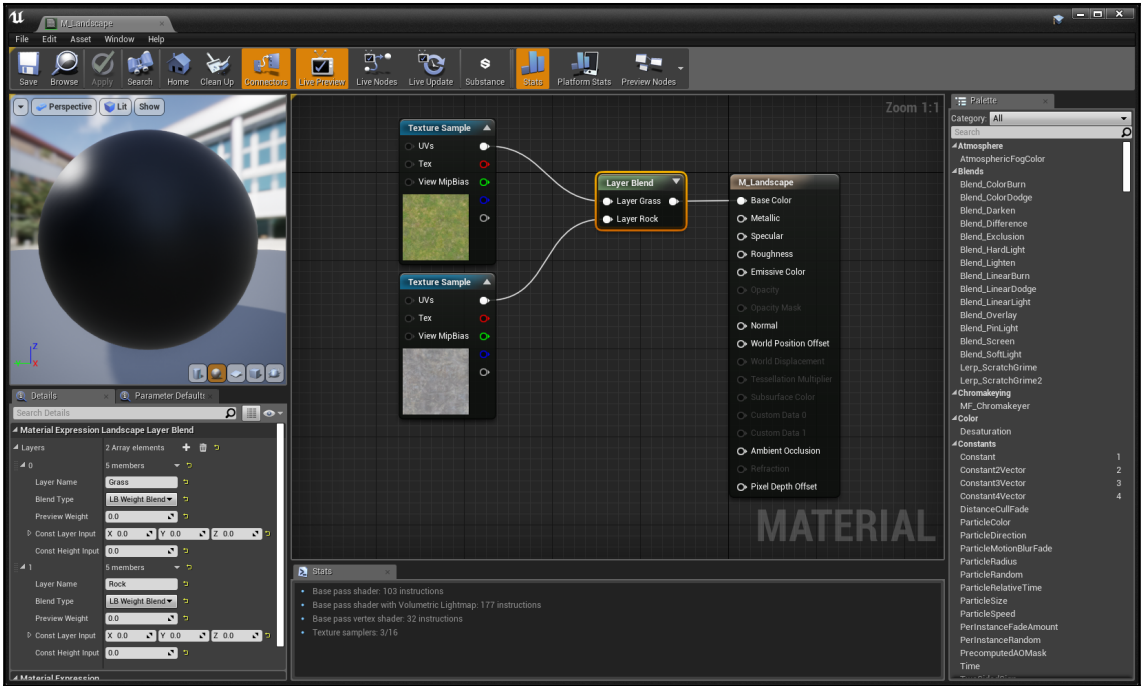 M_Landscape
File Edit Asset Window Help
Save Browse Apply Search Home Clean Up Connectors Live Preview Live Nodes Live Update Substance Stats Platform Stats Preview Nodes
Perspective Lit Show
Z
Y
X
Details
Parameter Defaults
Search Details
Material Expression Landscape Layer Blend
Layers 2 Array elements
0 5 members
Layer Name Grass
Blend Type LB Weight Blend
Preview Weight 0.0
Const Layer Input X 0.0 Y 0.0 Z 0.0
Const Height Input 0.0
1 5 members
Layer Name Rock
Blend Type LB Weight Blend
Preview Weight 0.0
Const Layer Input X 0.0 Y 0.0 Z 0.0
Const Height Input 0.0
Material Expression
Zoom 1:1
Texture Sample
UVs
Tex
View MipBias
Texture Sample
UVs
Tex
View MipBias
Layer Blend
Layer Grass
Layer Rock
M_Landscape
Base Color
Metallic
Specular
Roughness
Emissive Color
Opacity
Opacity Mask
Normal
World Position Offset
World Displacement
Tessellation Multiplier
Subsurface Color
Custom Data 0
Custom Data 1
Ambient Occlusion
Refraction
Pixel Depth Offset
MATERIAL
Stats
Base pass shader: 103 instructions
Base pass shader with Volumetric Lightmap: 177 instructions
Base pass vertex shader: 32 instructions
Texture samplers: 3/16
Palette
Category: All
Search
Atmosphere
AtmosphericFogColor
Blends
Blend_ColorBurn
Blend_ColorDodge
Blend_Darken
Blend_Difference
Blend_Exclusion
Blend_HardLight
Blend_Lighten
Blend_LinearBurn
Blend_LinearDodge
Blend_LinearLight
Blend_Overlay
Blend_PinLight
Blend_Screen
Blend_SoftLight
Lerp_ScratchGrime
Lerp_ScratchGrime2
Chromakeying
MF_Chromakeyer
Color
Desaturation
Constants
Constant 1
Constant2Vector 2
Constant3Vector 3
Constant4Vector 4
DistanceCullFade
ParticleColor
ParticleDirection
ParticleMotionBlurFade
ParticleRadius
ParticleRandom
ParticleRelativeTime
ParticleSize
ParticleSpeed
PerInstanceFadeAmount
PerInstanceRandom
PrecomputedAOMask
Time